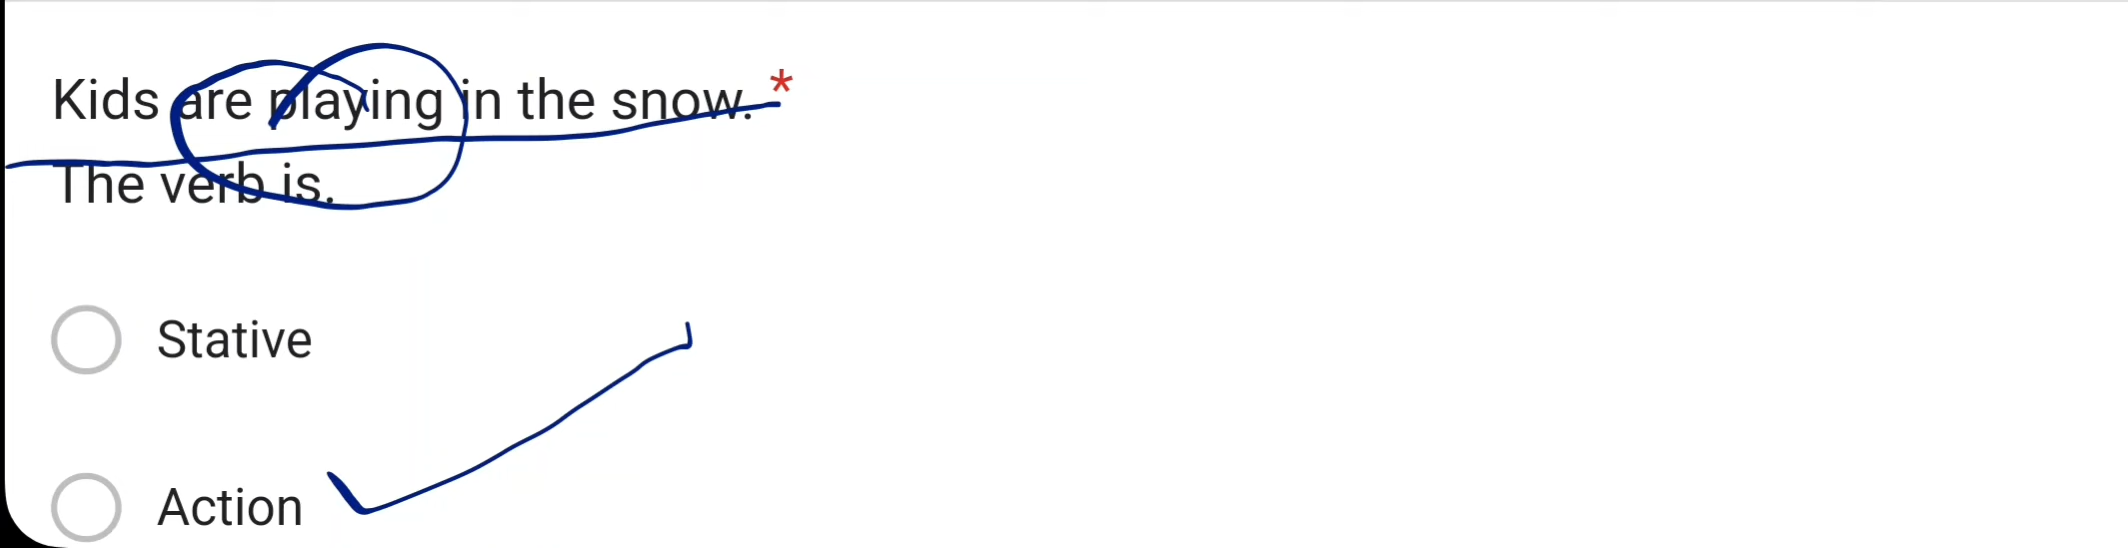 Kids are playing in the snow. *
The verb is.
Stative
Action